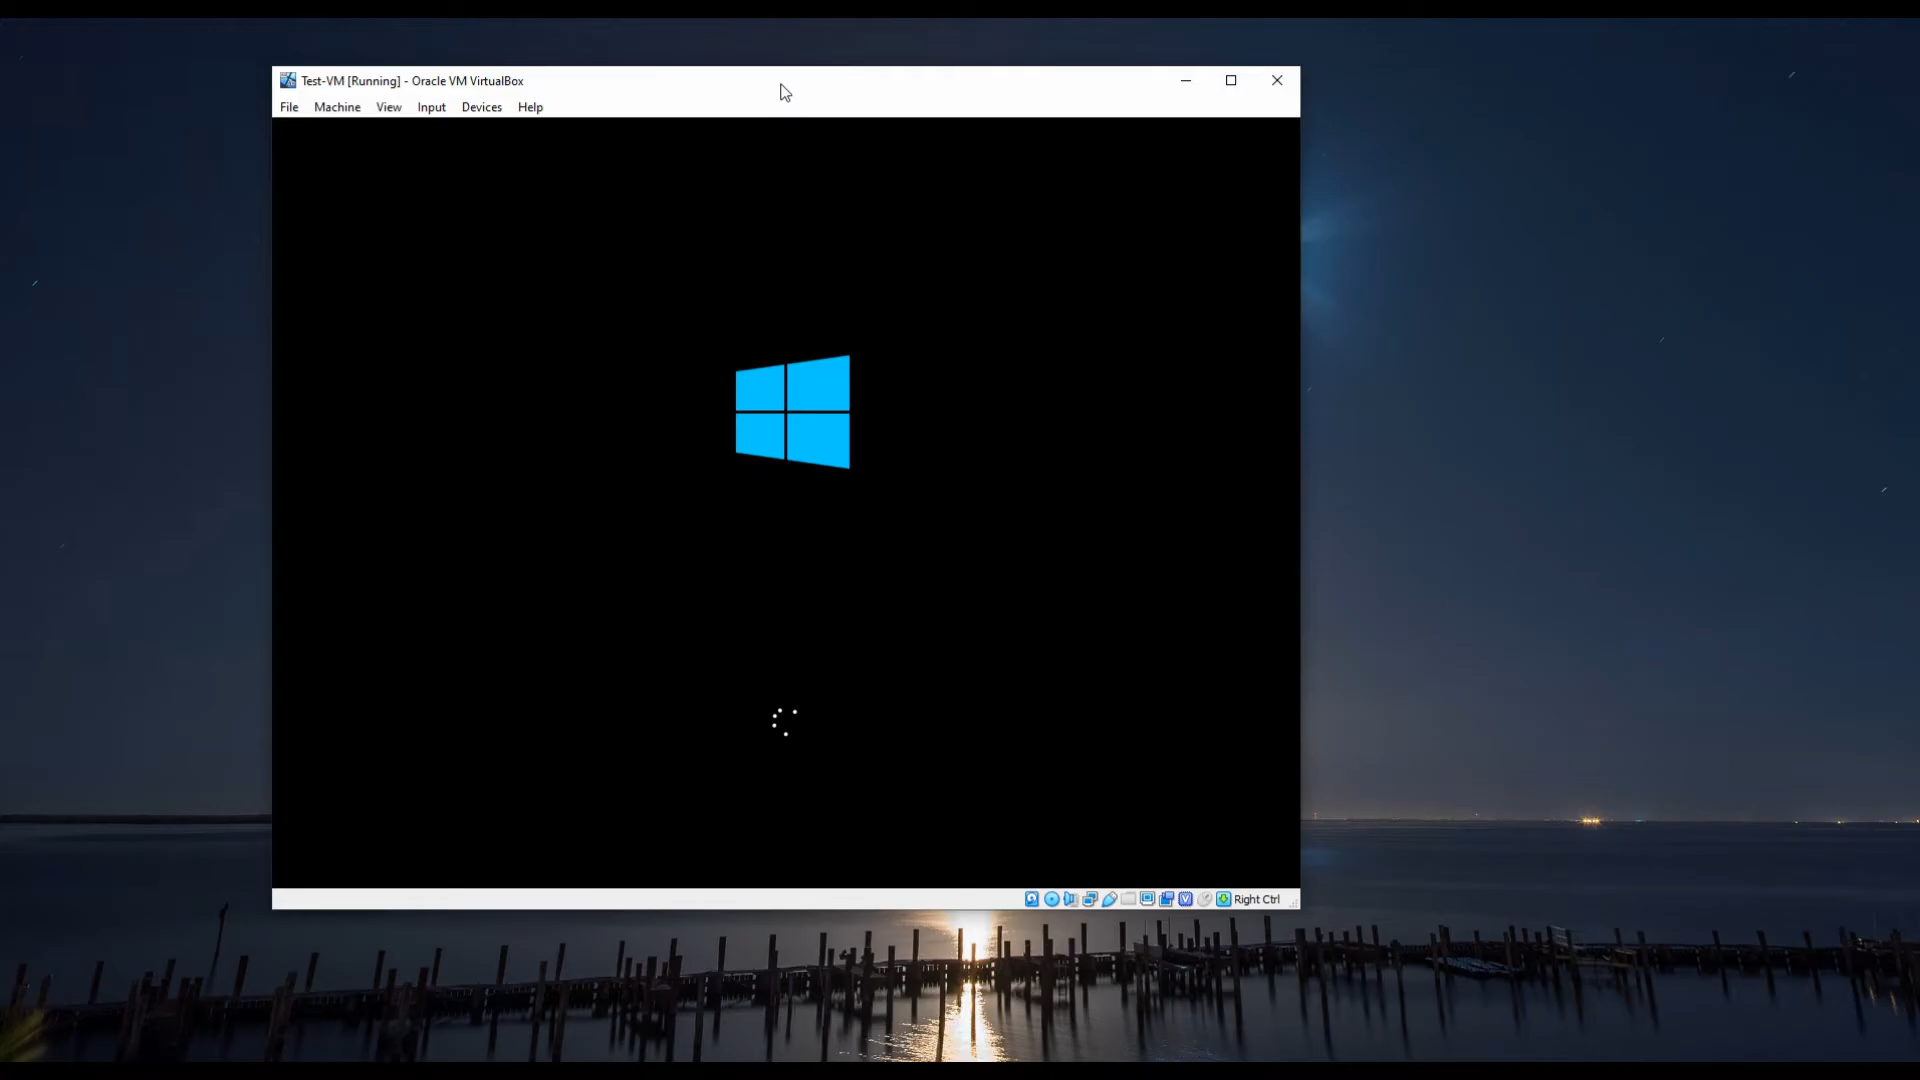 Test-VM [Running] - Oracle VM VirtualBox
File Machine View Input Devices Help
Right Ctrl